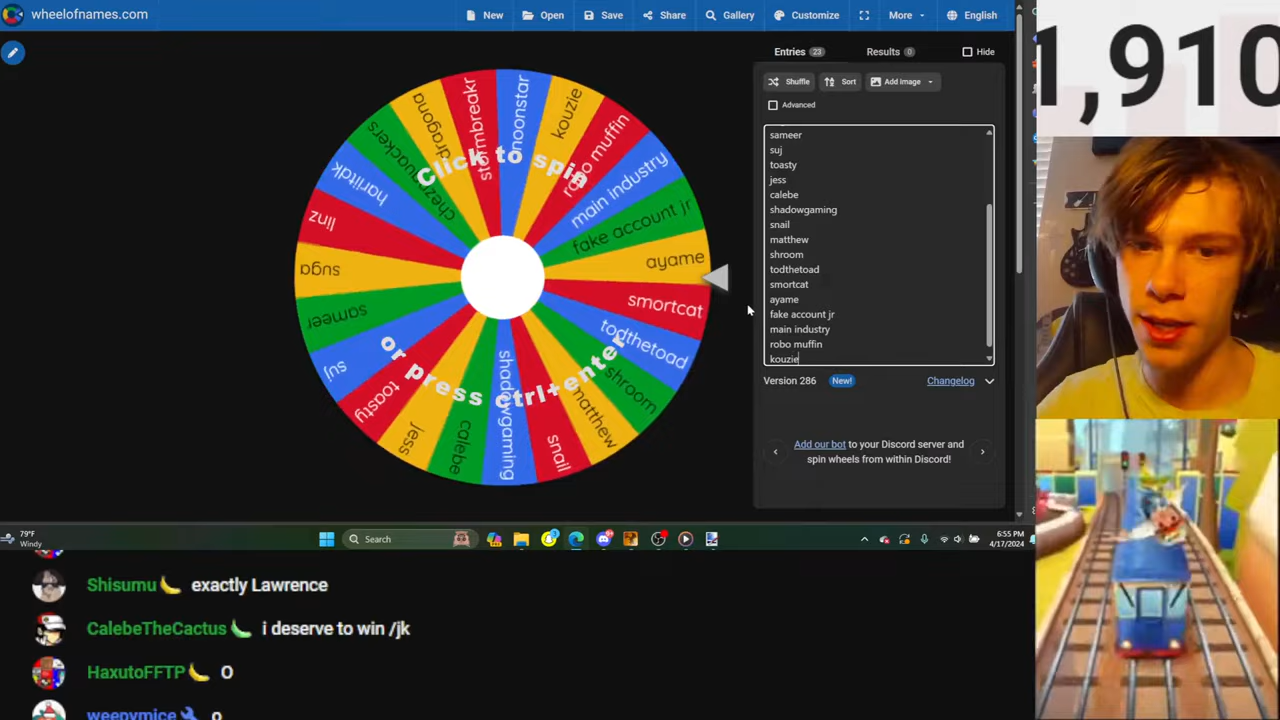 wheelofnames.com
New
Open
Save
Share
Gallery
Customize
More
English
1,910
Entries 23
Results 0
Hide
Shuffle
Sort
Add image
Advanced
sameer
suj
toasty
jess
calebe
shadowgaming
snail
matthew
shroom
todthetoad
smortcat
ayame
fake account jr
main industry
robo muffin
kouzie
Version 286 New! Changelog
Add our bot to your Discord server and
spin wheels from within Discord!
Click to spin
or press ctrl+enter
moonstar
kouzie
robo muffin
main industry
fake account jr
ayame
smortcat
todthetoad
shroom
matthew
snail
shadowgaming
calebe
jess
toasty
suj
sameer
suga
linz
haritdk
dragona
stormbreakr
79°F
Windy
Search
6:55 PM
4/17/2024
Shisumu exactly Lawrence
CalebeTheCactus i deserve to win /jk
HaxutoFFTP O
weepymice o